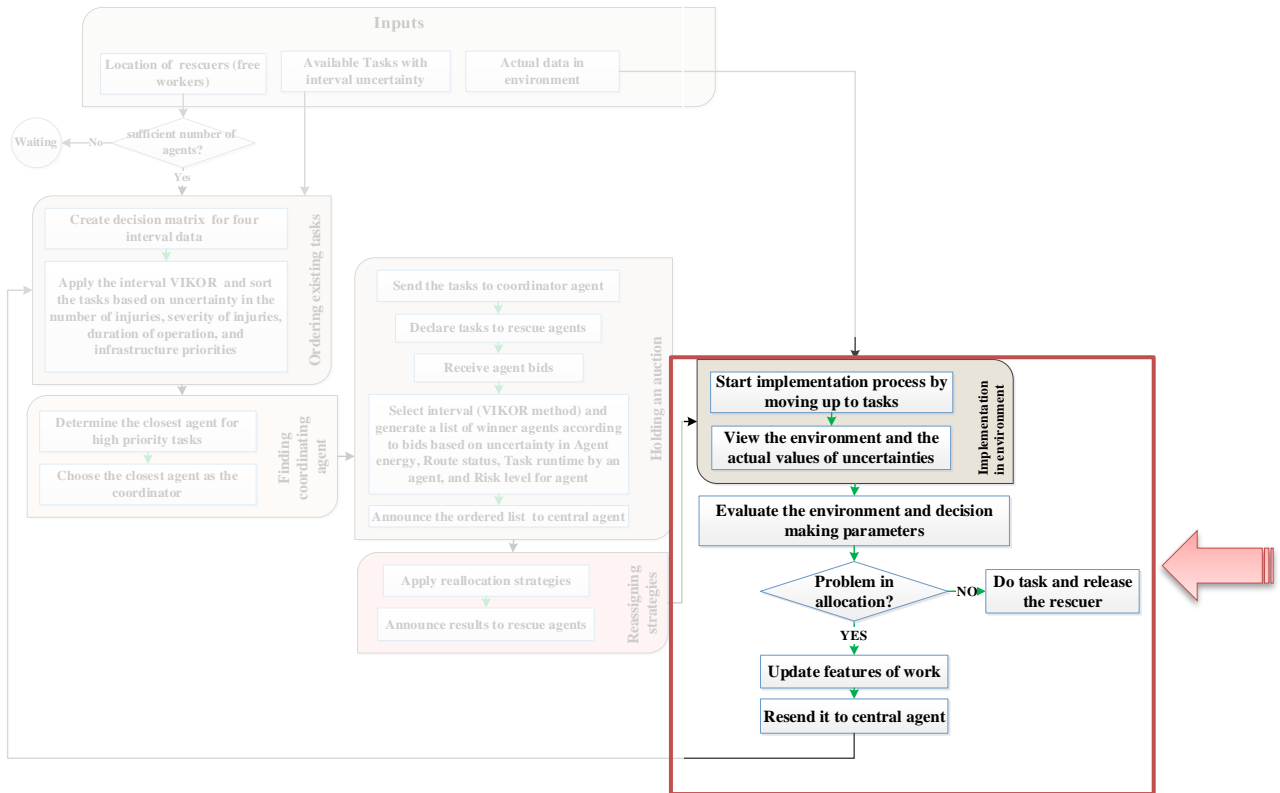 Inputs
Location of rescuers (free
workers)
Available Tasks with
interval uncertainty
Actual data in
environment
sufficient number of
agents?
No
Waiting
Yes
Create decision matrix for four
interval data
Apply the interval VIKOR and sort
the tasks based on uncertainty in the
number of injuries, severity of injuries,
duration of operation, and
infrastructure priorities
Ordering existing tasks
Determine the closest agent for
high priority tasks
Choose the closest agent as the
coordinator
Finding
coordinating
agent
Send the tasks to coordinator agent
Declare tasks to rescue agents
Receive agent bids
Select interval (VIKOR method) and
generate a list of winner agents according
to bids based on uncertainty in Agent
energy, Route status, Task runtime by an
agent, and Risk level for agent
Announce the ordered list to central agent
Holding an auction
Apply reallocation strategies
Announce results to rescue agents
Reassigning
strategies
Start implementation process by
moving up to tasks
View the environment and the
actual values of uncertainties
Implementation
in environment
Evaluate the environment and decision
making parameters
Problem in
allocation?
NO
Do task and release
the rescuer
YES
Update features of work
Resend it to central agent